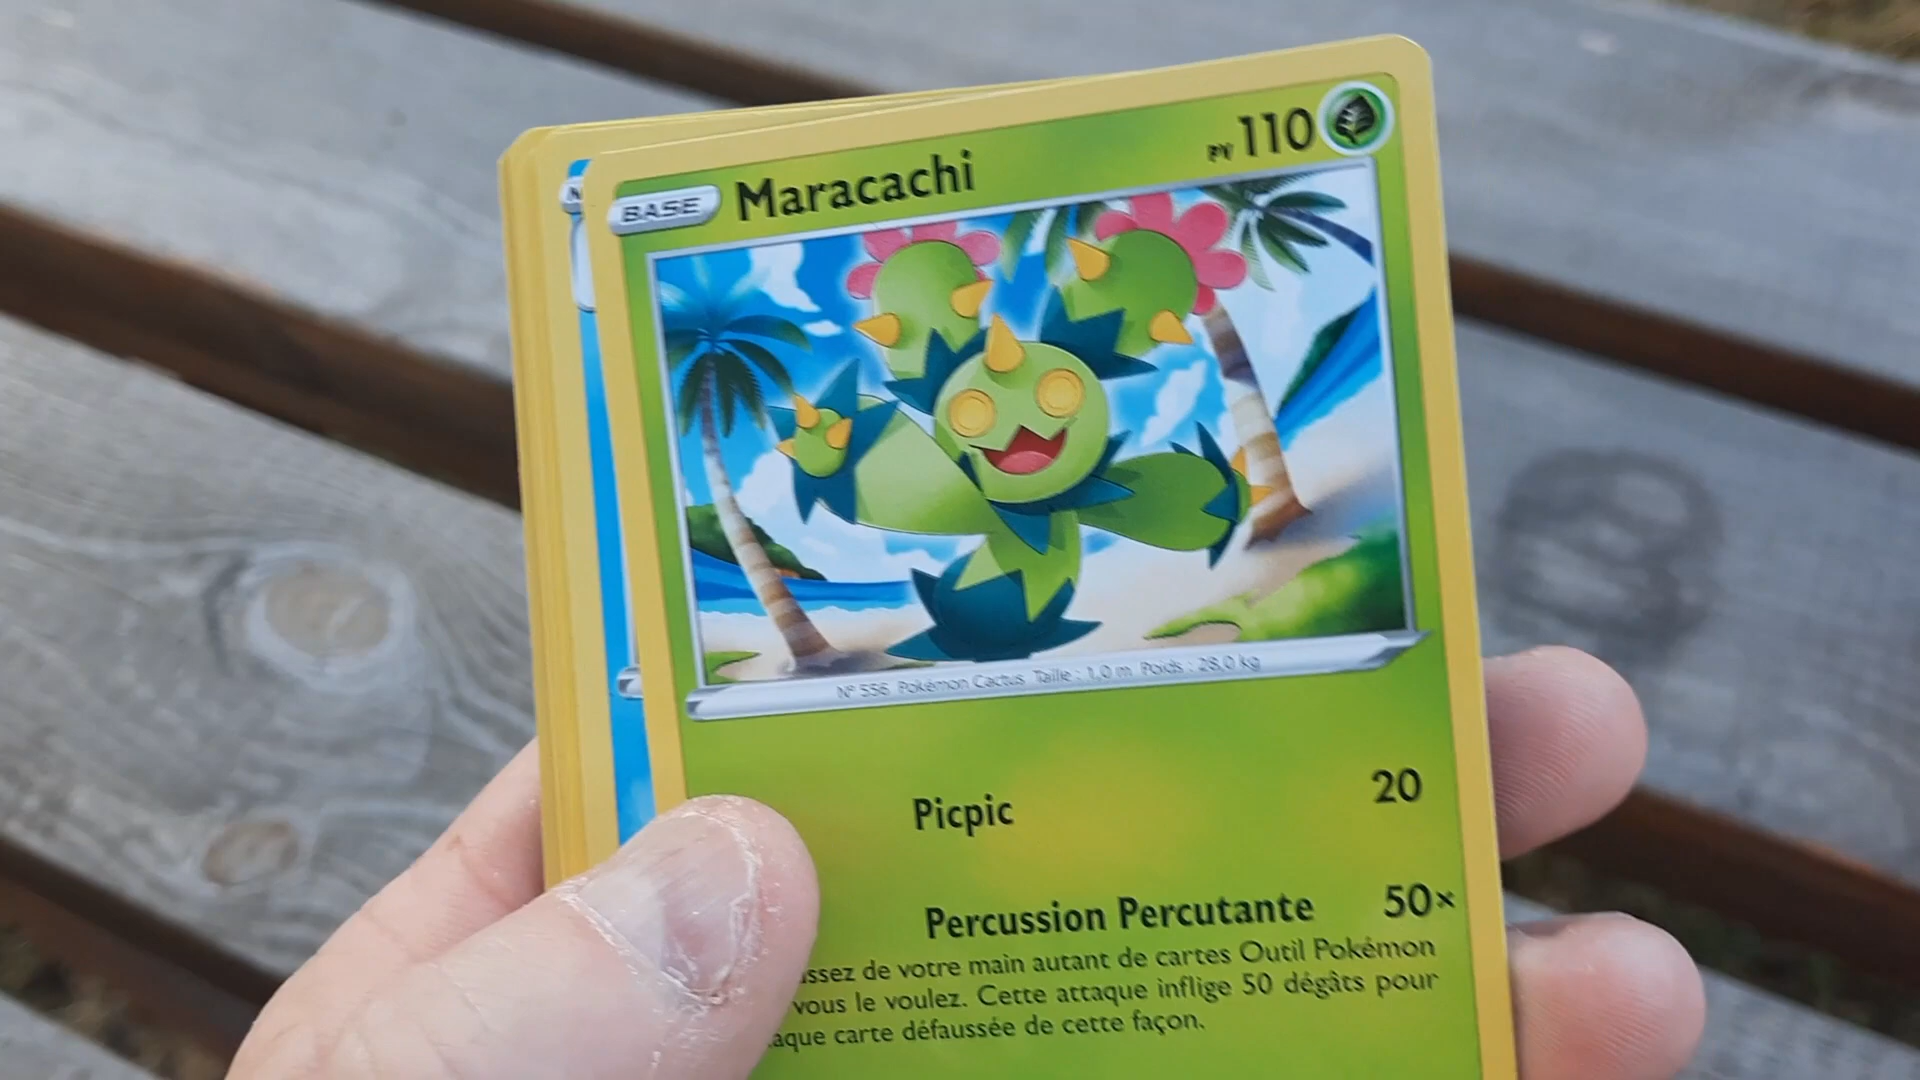 BASE Maracachi PV 110
N° 556 Pokémon Cactus Taille : 1,0 m Poids : 28,0 kg
Picpic 20
Percussion Percutante 50×
ssez de votre main autant de cartes Outil Pokémon
vous le voulez. Cette attaque inflige 50 dégâts pour
aque carte défaussée de cette façon.